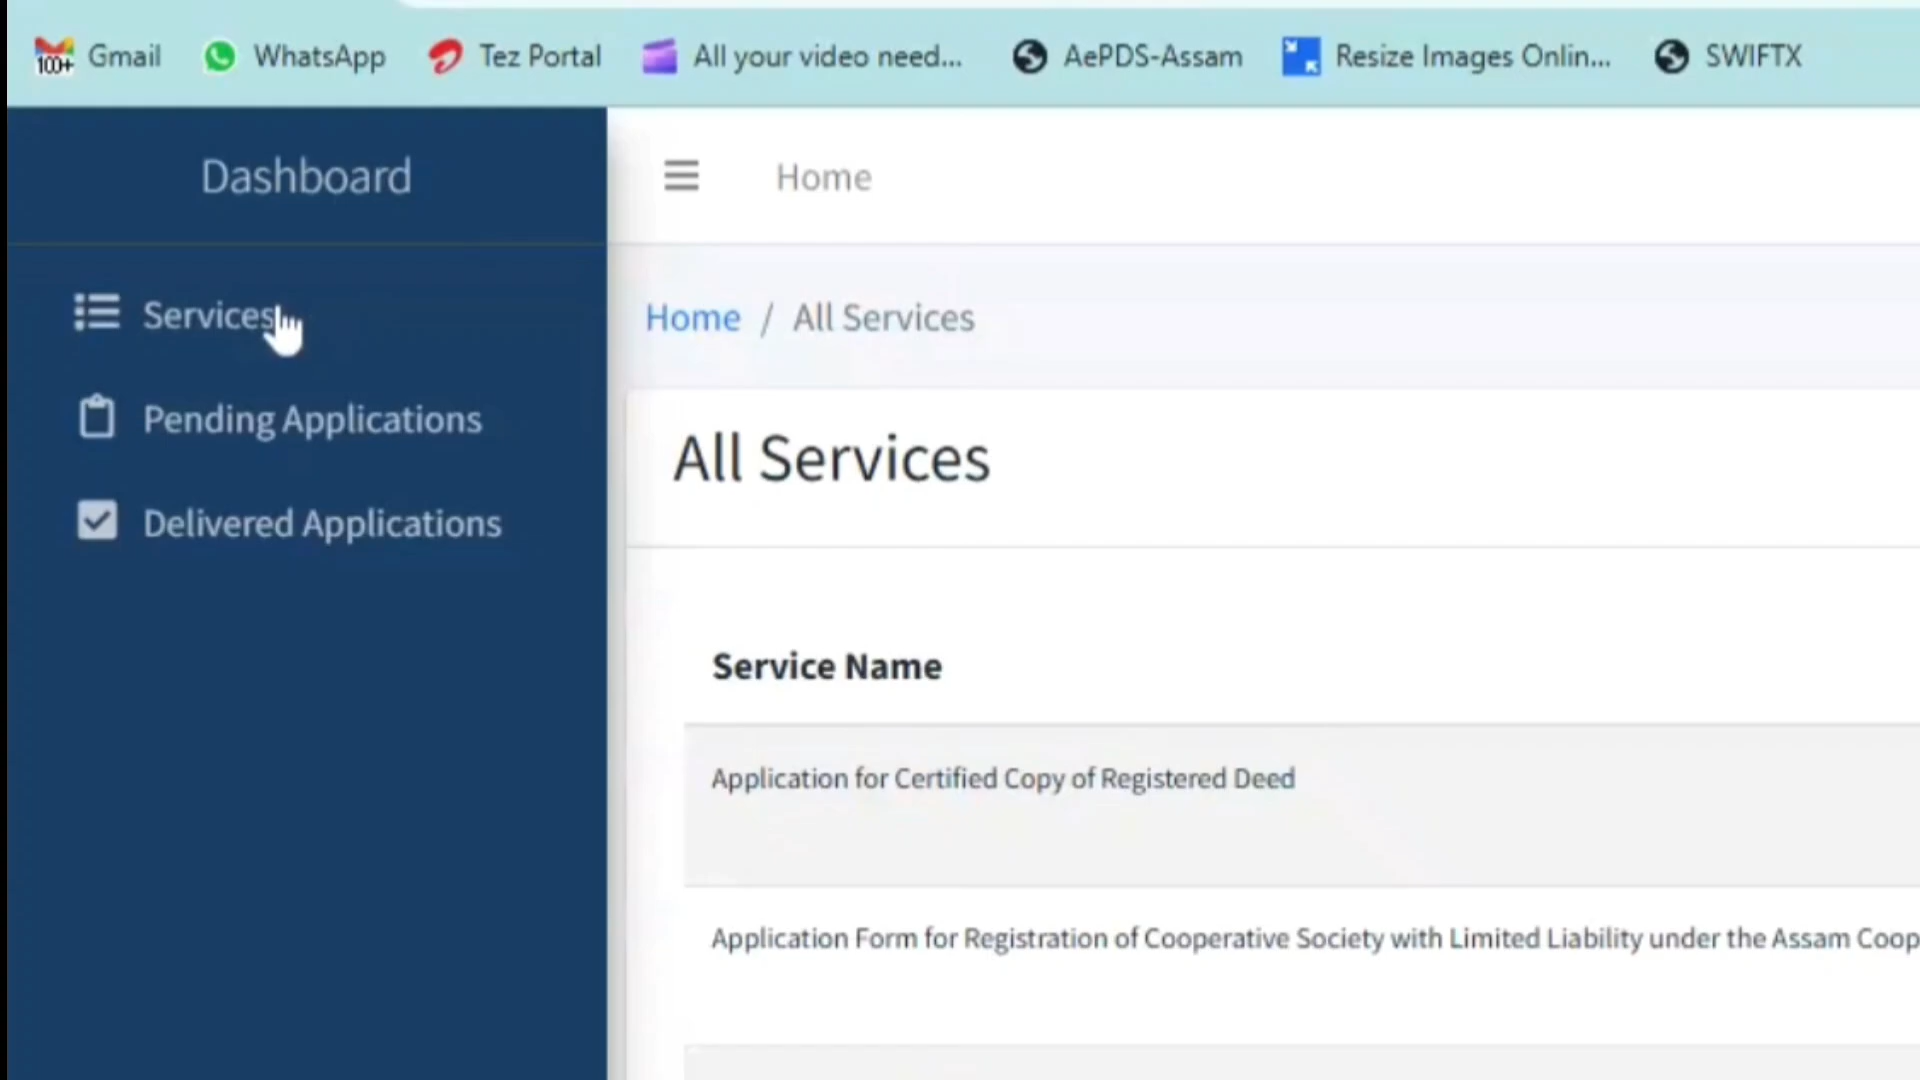 100+ Gmail WhatsApp Tez Portal All your video need... AePDS-Assam Resize Images Onlin... SWIFTX
Dashboard
Home
Services
Home / All Services
Pending Applications
All Services
Delivered Applications
Service Name
Application for Certified Copy of Registered Deed
Application Form for Registration of Cooperative Society with Limited Liability under the Assam Coop